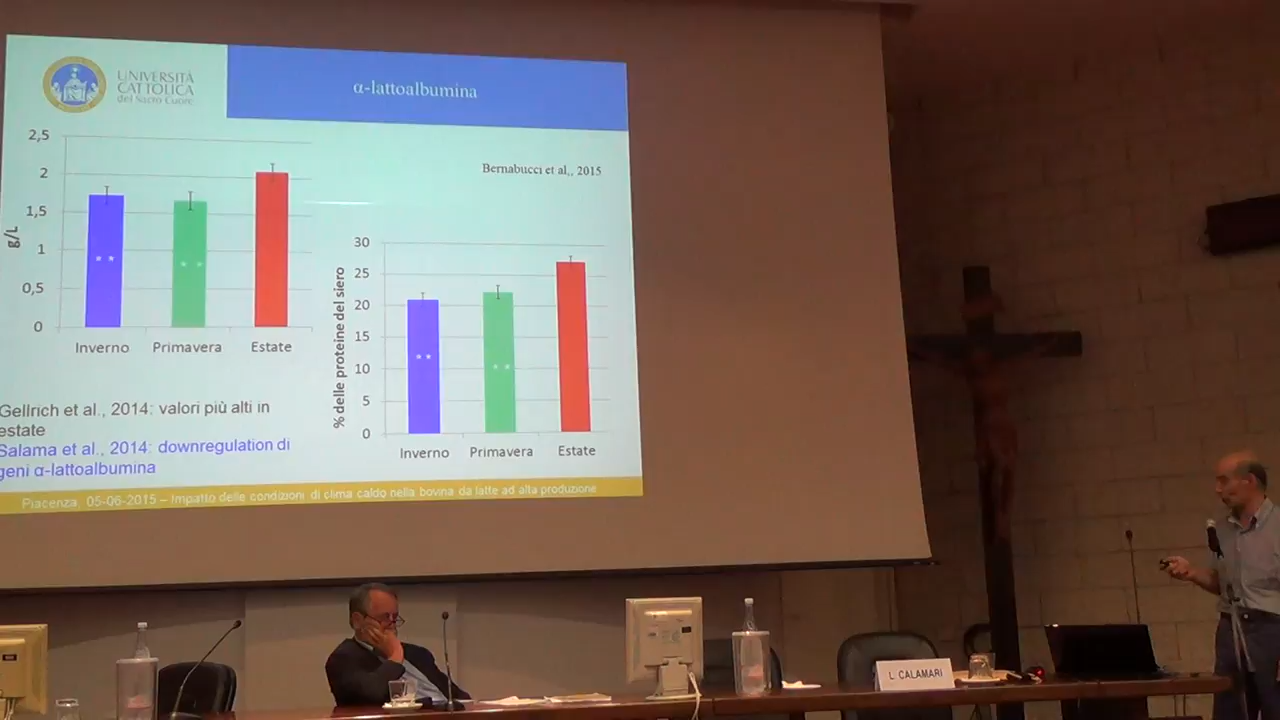 UNIVERSITÀ
CATTOLICA
del Sacro Cuore
α-lattoalbumina
Bernabucci et al,, 2015
2,5
2
1,5
1
0,5
0
g/L
* *
* *
Inverno Primavera Estate
30
25
20
15
10
5
0
% delle proteine del siero
* *
* *
Inverno Primavera Estate
Gellrich et al., 2014: valori più alti in
estate
Salama et al., 2014: downregulation di
geni α-lattoalbumina
Piacenza, 05-06-2015 – Impatto delle condizioni di clima caldo nella bovina da latte ad alta produzione
L. CALAMARI